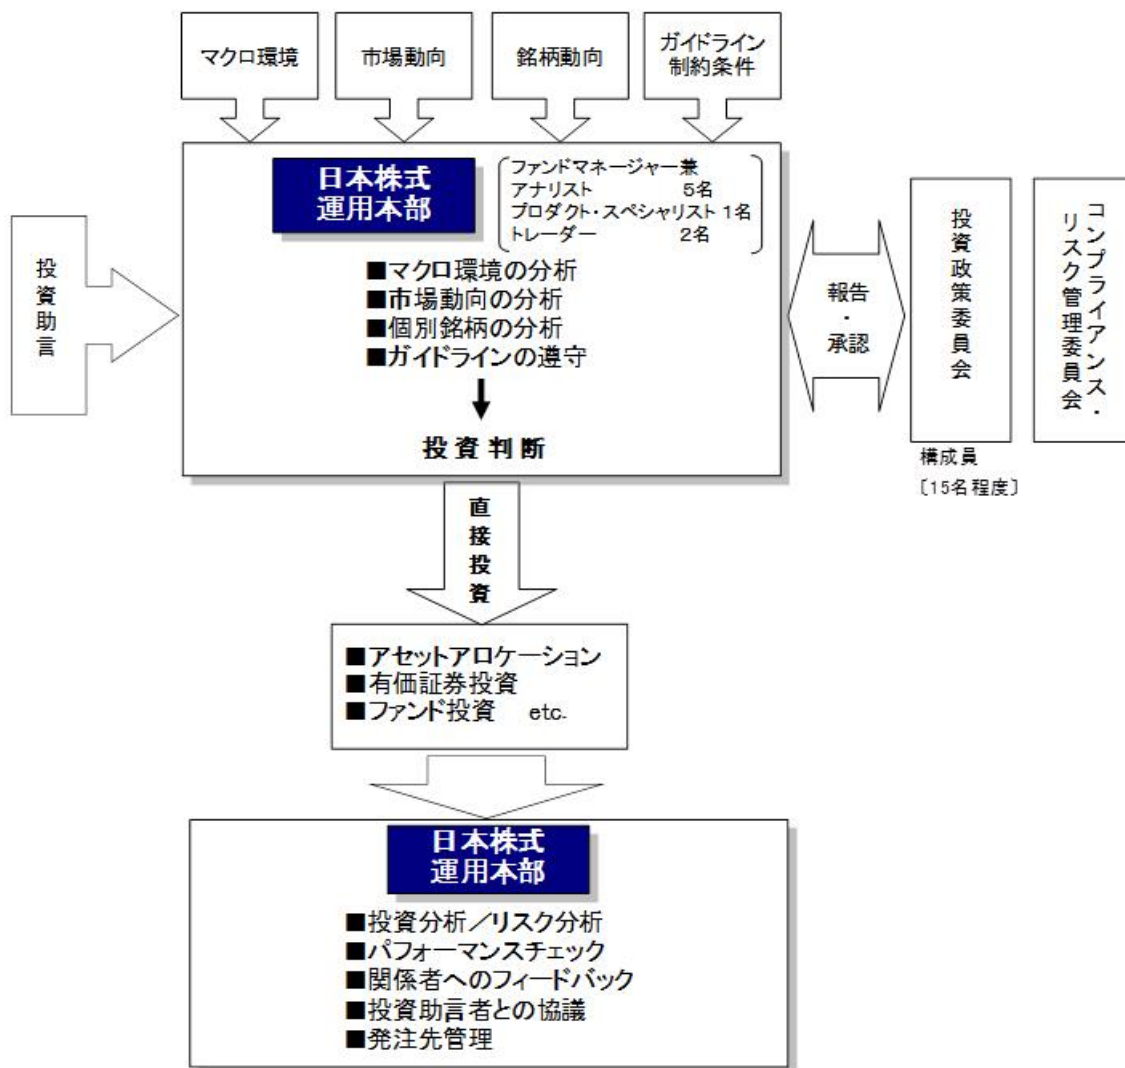 マクロ環境
市場動向
銘柄動向
ガイドライン
制約条件
日本株式
運用本部
ファンドマネージャー兼
アナリスト 5名
プロダクト・スペシャリスト 1名
トレーダー 2名
■マクロ環境の分析
■市場動向の分析
■個別銘柄の分析
■ガイドラインの遵守
投資判断
投資助言
報告
・
承認
投資政策委員会
コンプライアンス・
リスク管理委員会
構成員
〔15名程度〕
直接投資
■アセットアロケーション
■有価証券投資
■ファンド投資 etc.
日本株式
運用本部
■投資分析／リスク分析
■パフォーマンスチェック
■関係者へのフィードバック
■投資助言者との協議
■発注先管理